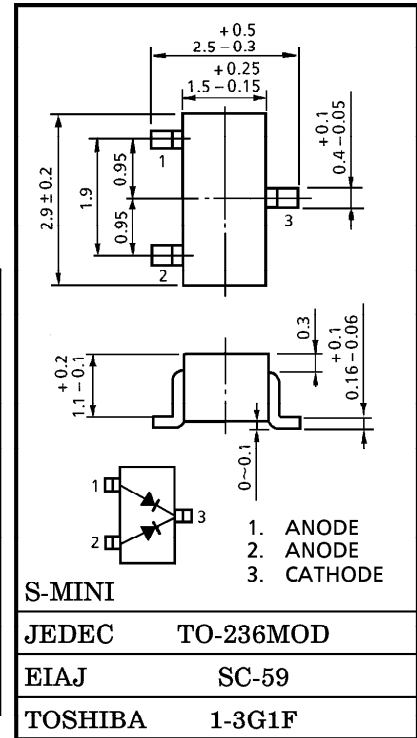 + 0.5
2.5 – 0.3
+ 0.25
1.5 – 0.15
2.9 ± 0.2
1.9
0.95
0.95
1
2
3
+ 0.1
0.4 – 0.05
+ 0.2
1.1 – 0.1
0.3
+ 0.1
0.16 – 0.06
0~0.1
1
2
3
1. ANODE
2. ANODE
3. CATHODE
S-MINI
JEDEC TO-236MOD
EIAJ SC-59
TOSHIBA 1-3G1F